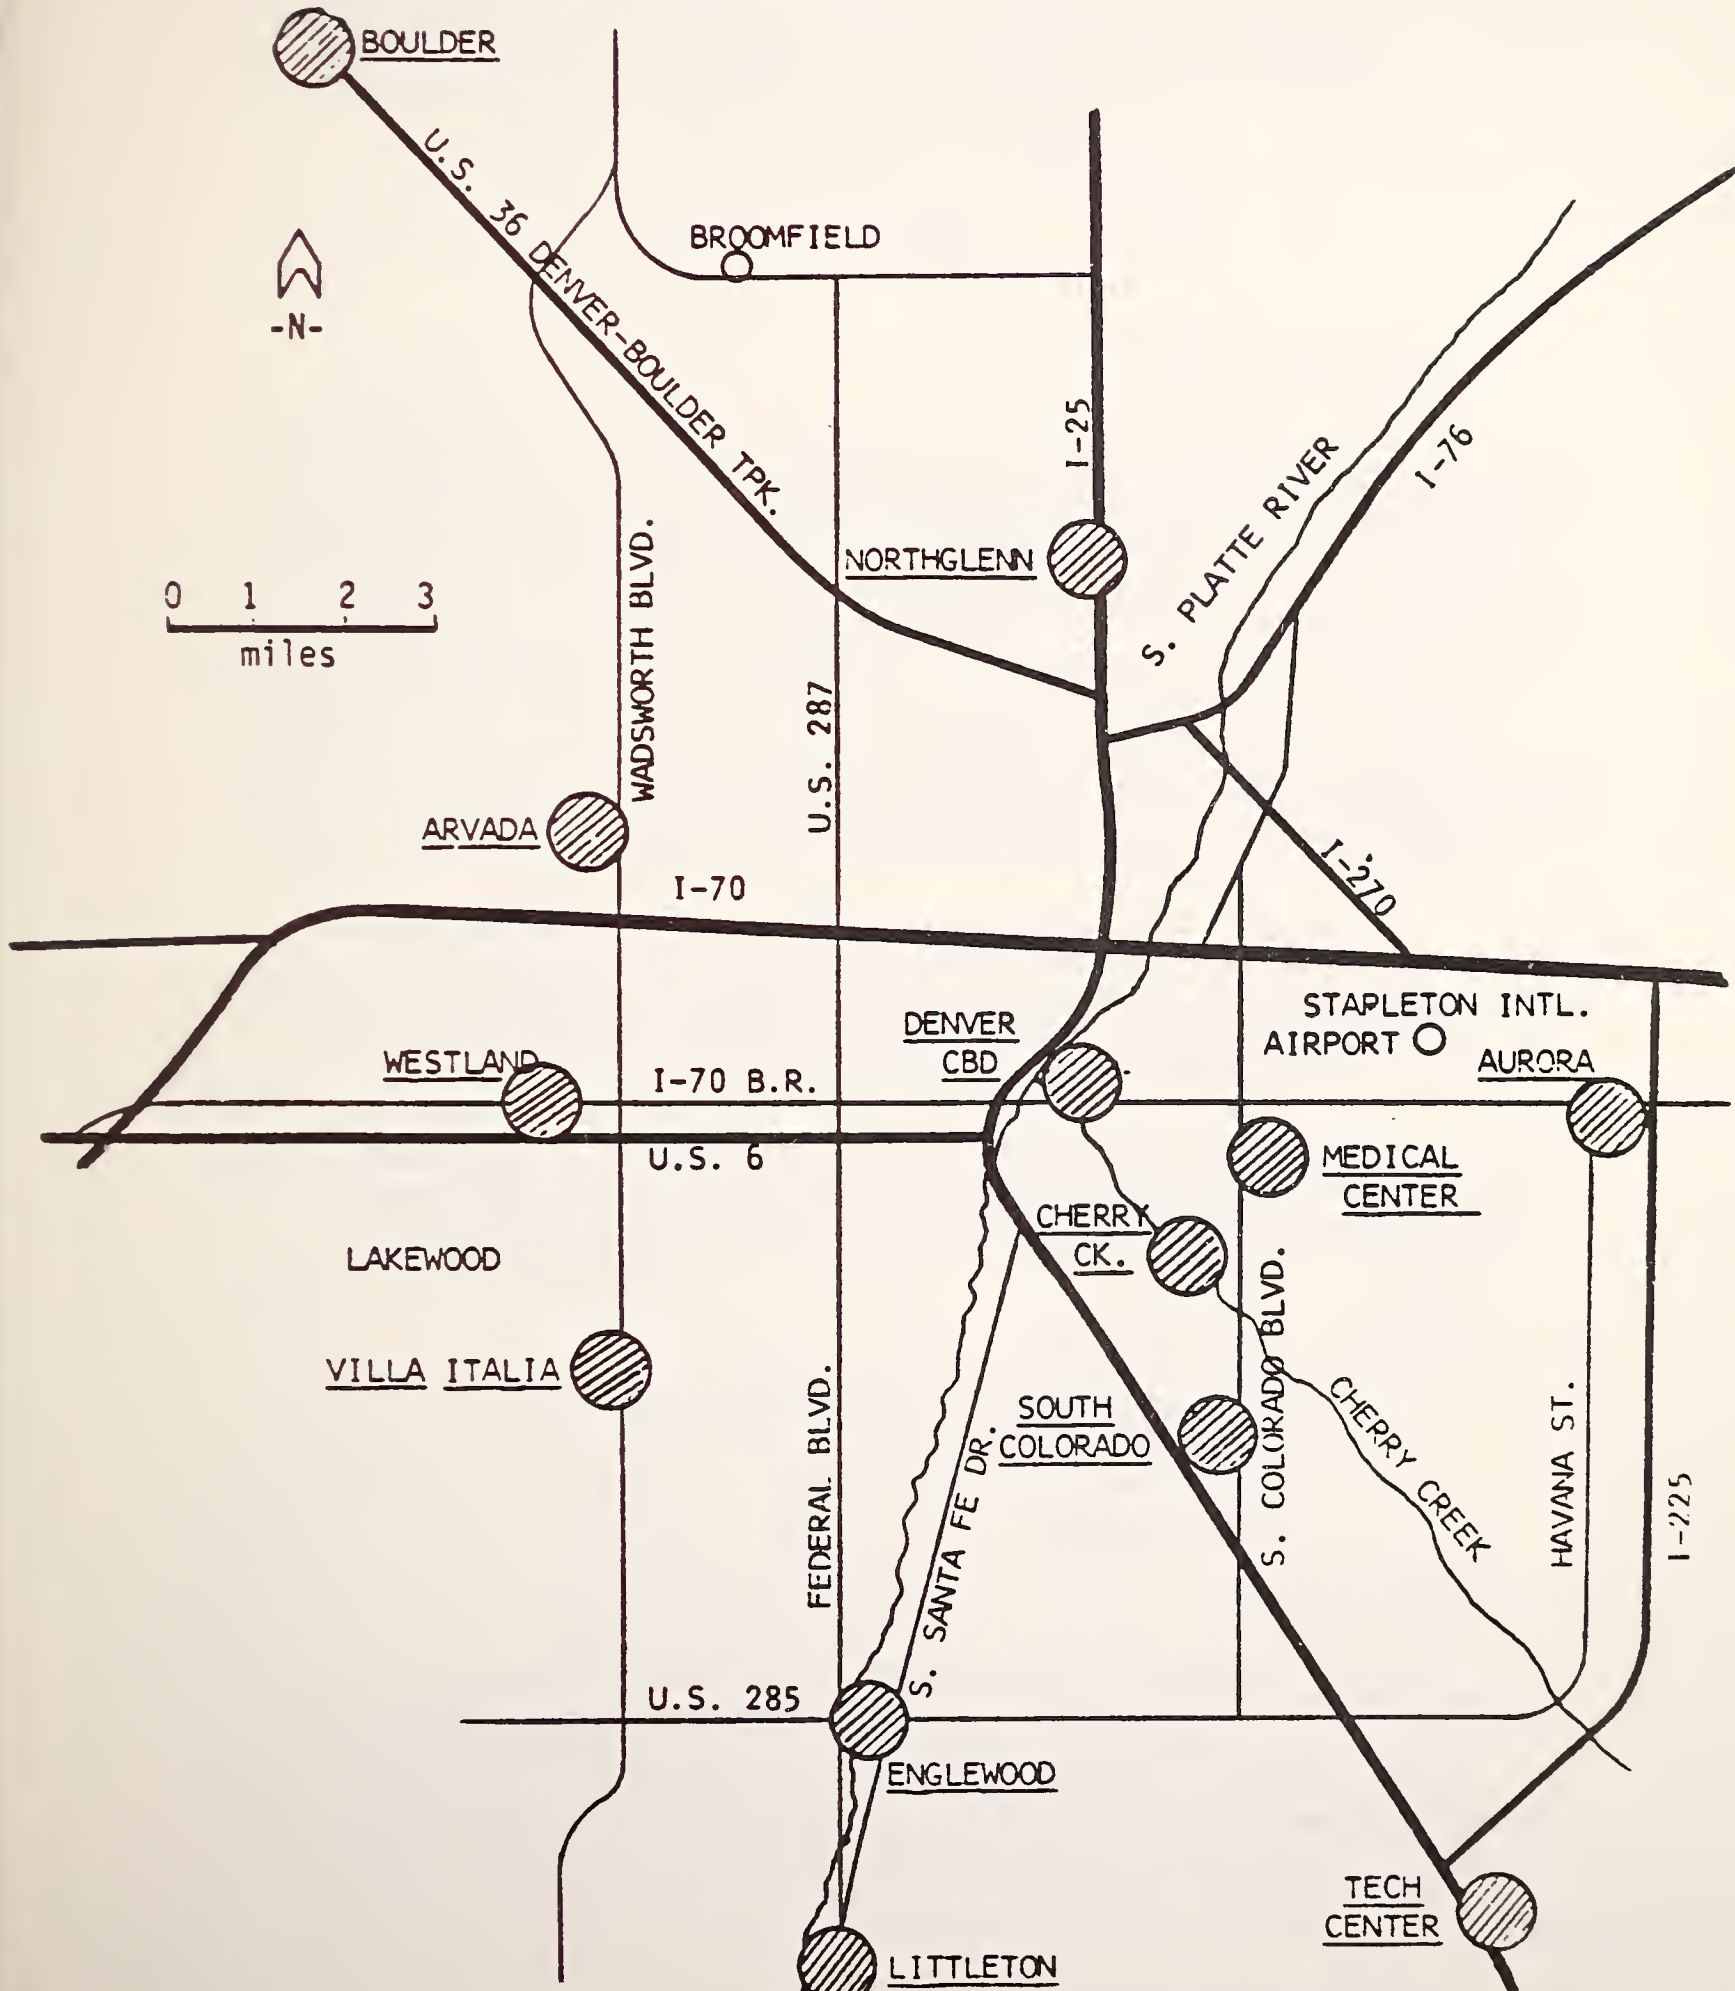 BOULDER
U.S. 36 DENVER-BOULDER TPK.
BROOMFIELD
-N-
I-25
I-76
S. PLATTE RIVER
NORTHGLENN
WADSWORTH BLVD.
0 1 2 3
miles
U.S. 287
ARVADA
I-70
I-270
STAPLETON INTL.
AIRPORT
DENVER
CBD
AURORA
WESTLAND
I-70 B.R.
U.S. 6
MEDICAL
CENTER
CHERRY
CK.
LAKEWOOD
S. COLORADO BLVD.
VILLA ITALIA
FEDERAL BLVD.
SOUTH
COLORADO
S. SANTA FE DR.
CHERRY CREEK
HAVANA ST.
I-225
U.S. 285
ENGLEWOOD
TECH
CENTER
LITTLETON